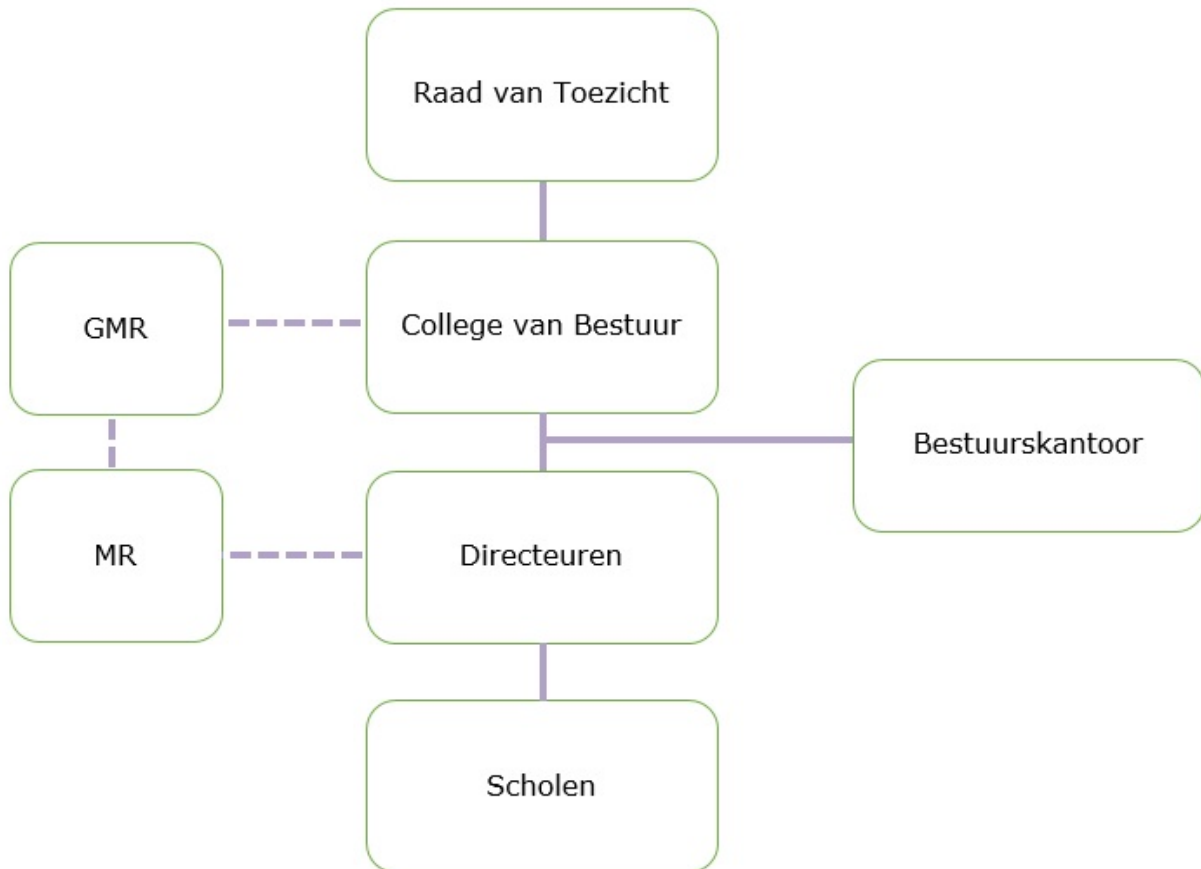 Raad van Toezicht
GMR
College van Bestuur
Bestuurskantoor
MR
Directeuren
Scholen